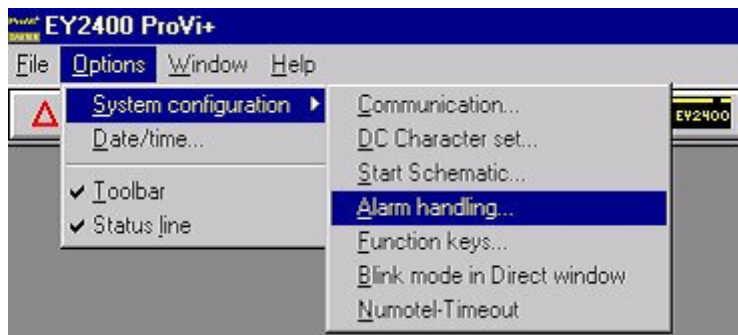 EY2400 ProVi+
File Options Window Help
System configuration
Date/time...
Toolbar
Status line
Communication...
DC Character set...
Start Schematic...
Alarm handling...
Function keys...
Blink mode in Direct window
Numotel-Timeout
EY2400